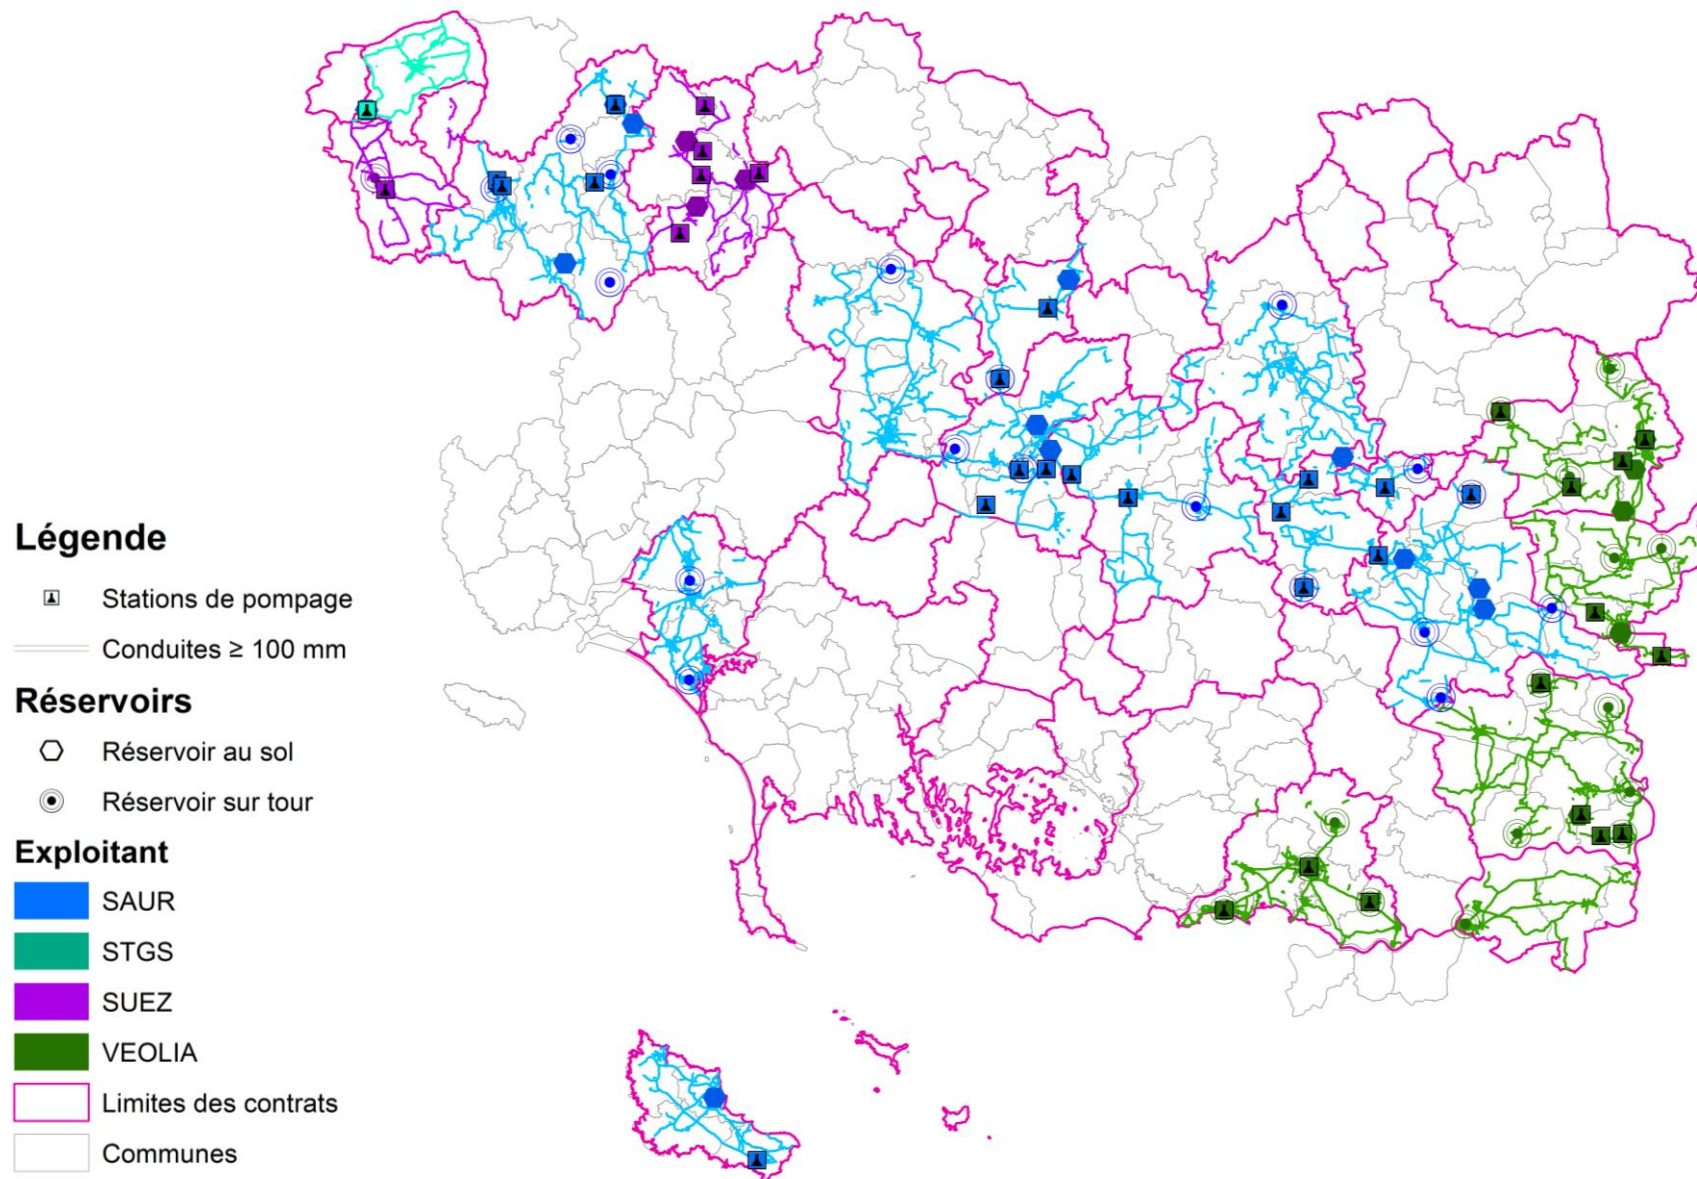 Légende
Stations de pompage
Conduites ≥ 100 mm
Réservoirs
Réservoir au sol
Réservoir sur tour
Exploitant
SAUR
STGS
SUEZ
VEOLIA
Limites des contrats
Communes